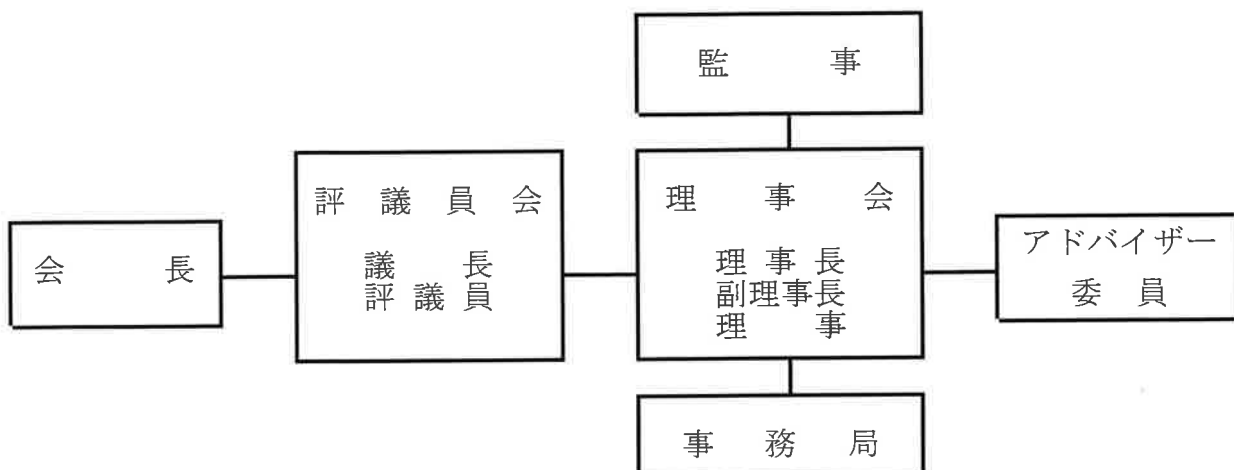 監事
会長
評議員会
議長
評議員
理事会
理事長
副理事長
理事
アドバイザー
委員
事務局